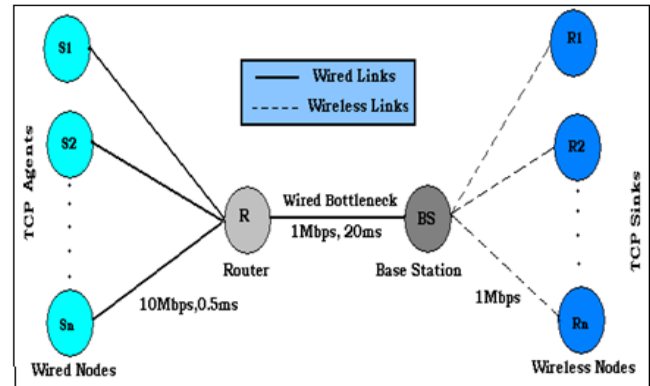 S1
S2
Sn
TCP Agents
Wired Nodes
Wired Links
Wireless Links
R
Router
10Mbps,0.5ms
Wired Bottleneck
1Mbps, 20ms
BS
Base Station
1Mbps
R1
R2
Rn
TCP Sinks
Wireless Nodes